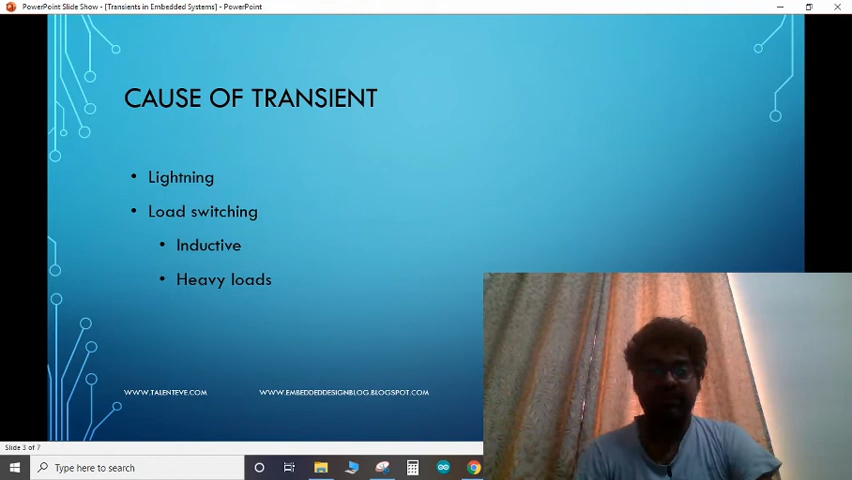 PowerPoint Slide Show - [Transients in Embedded Systems] - PowerPoint
CAUSE OF TRANSIENT
• Lightning
• Load switching
• Inductive
• Heavy loads
WWW.TALENTEVE.COM WWW.EMBEDDEDDESIGNBLOG.BLOGSPOT.COM
Slide 3 of 7
Type here to search